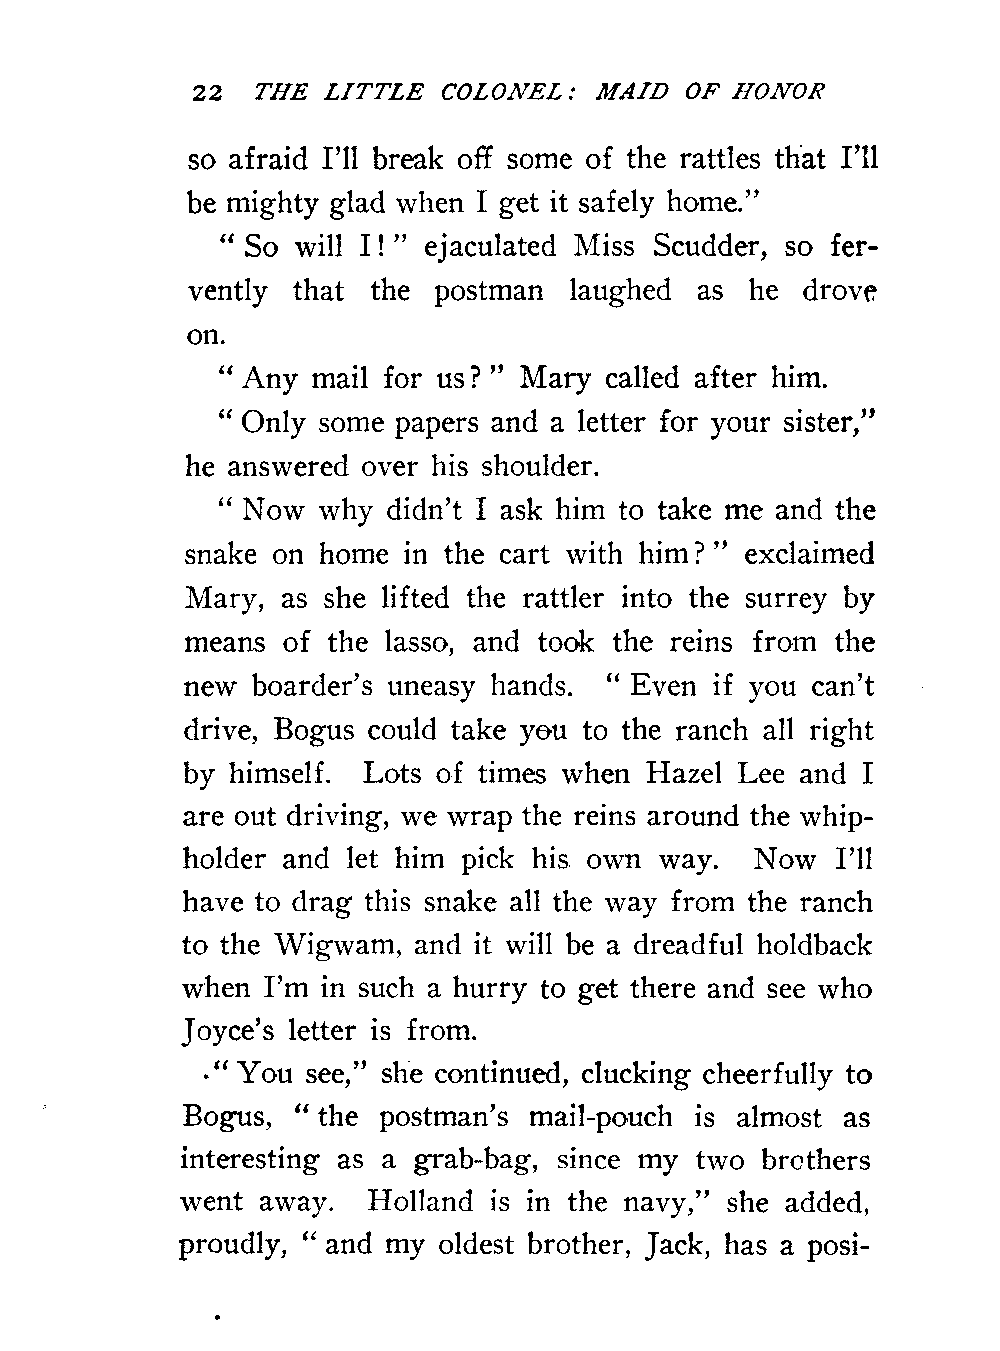 22 THE LITTLE COLONEL: MAID OF HONOR
so afraid I'll break off some of the rattles that I'll
be mighty glad when I get it safely home."
"So will I!" ejaculated Miss Scudder, so fer-
vently that the postman laughed as he drove
on.
"Any mail for us?" Mary called after him.
"Only some papers and a letter for your sister,"
he answered over his shoulder.
"Now why didn't I ask him to take me and the
snake on home in the cart with him?" exclaimed
Mary, as she lifted the rattler into the surrey by
means of the lasso, and took the reins from the
new boarder's uneasy hands. "Even if you can't
drive, Bogus could take you to the ranch all right
by himself. Lots of times when Hazel Lee and I
are out driving, we wrap the reins around the whip-
holder and let him pick his own way. Now I'll
have to drag this snake all the way from the ranch
to the Wigwam, and it will be a dreadful holdback
when I'm in such a hurry to get there and see who
Joyce's letter is from.
"You see," she continued, clucking cheerfully to
Bogus, "the postman's mail-pouch is almost as
interesting as a grab-bag, since my two brothers
went away. Holland is in the navy," she added,
proudly, "and my oldest brother, Jack, has a posi-